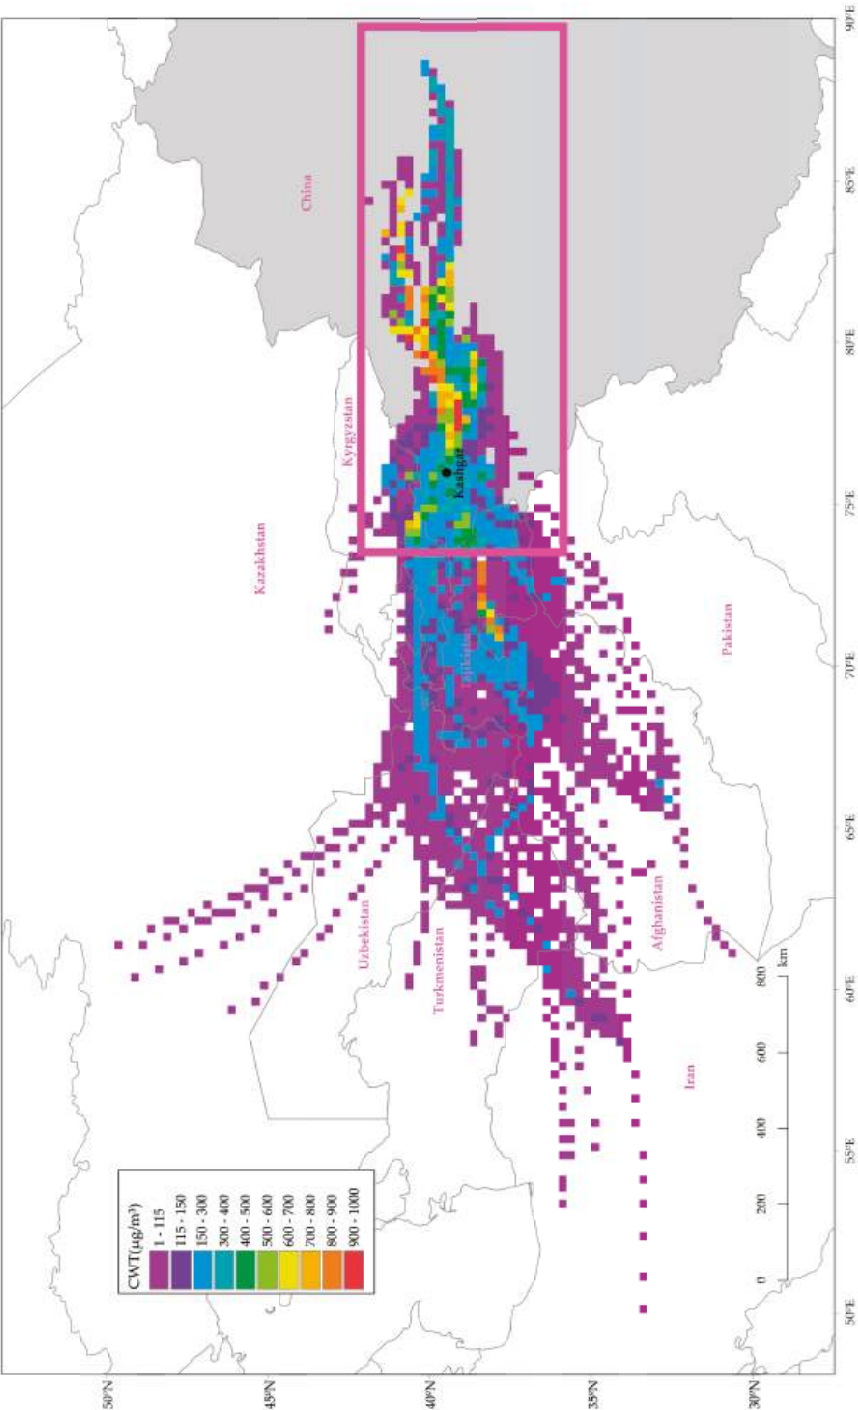 CWT(µg/m³)
1 - 115
115 - 150
150 - 300
300 - 400
400 - 500
500 - 600
600 - 700
700 - 800
800 - 900
900 - 1000
China
Kazakhstan
Kyrgyzstan
Kashgar
Tajikistan
Uzbekistan
Turkmenistan
Afghanistan
Pakistan
Iran
0 200 400 600 800
km
50°N
45°N
40°N
35°N
30°N
50°E 55°E 60°E 65°E 70°E 75°E 80°E 85°E 90°E